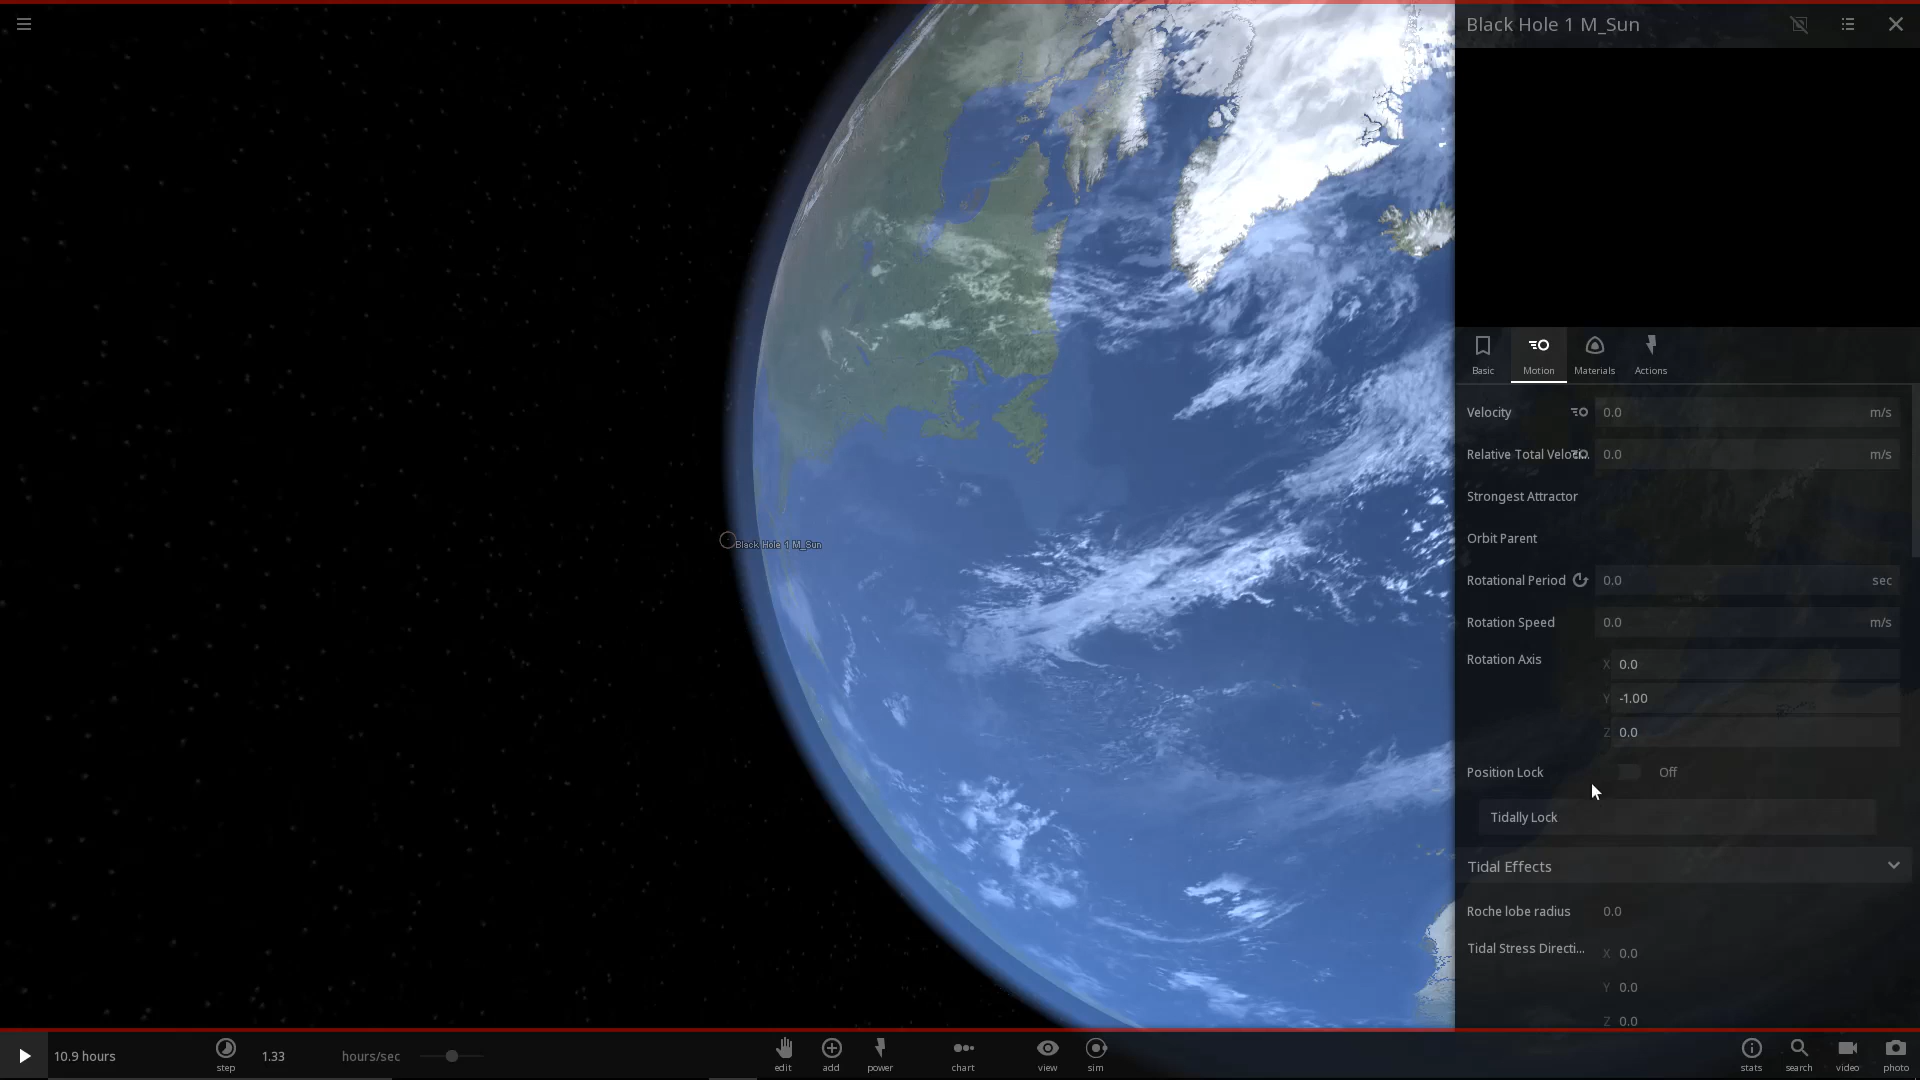 Black Hole 1 M_Sun
Basic
Motion
Materials
Actions
Velocity 0.0 m/s
Relative Total Veloci... 0.0 m/s
Strongest Attractor
Orbit Parent
Black Hole 1 M_Sun
Rotational Period 0.0 sec
Rotation Speed 0.0 m/s
Rotation Axis X 0.0
Y -1.00
Z 0.0
Position Lock Off
Tidally Lock
Tidal Effects
Roche lobe radius 0.0
Tidal Stress Directi... X 0.0
Y 0.0
Z 0.0
10.9 hours
step
1.33 hours/sec
edit
add
power
chart
view
sim
stats
search
video
photo